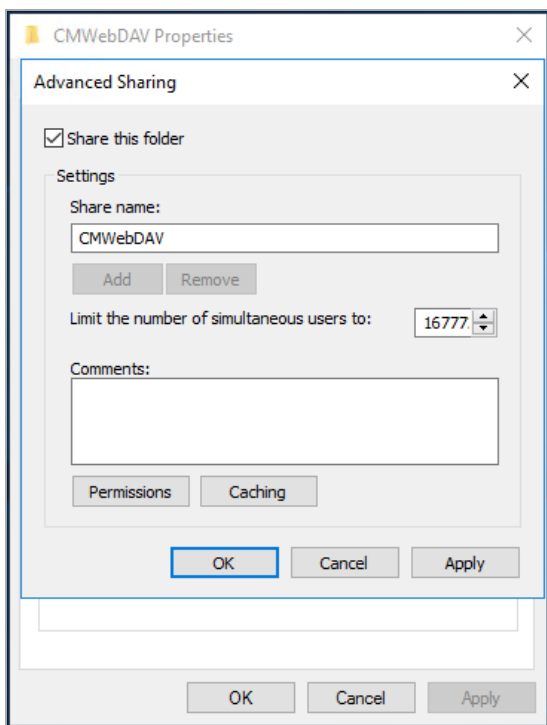 CMWebDAV Properties
Advanced Sharing
Share this folder
Settings
Share name:
CMWebDAV
Add Remove
Limit the number of simultaneous users to: 16777
Comments:
Permissions Caching
OK Cancel Apply
OK Cancel Apply